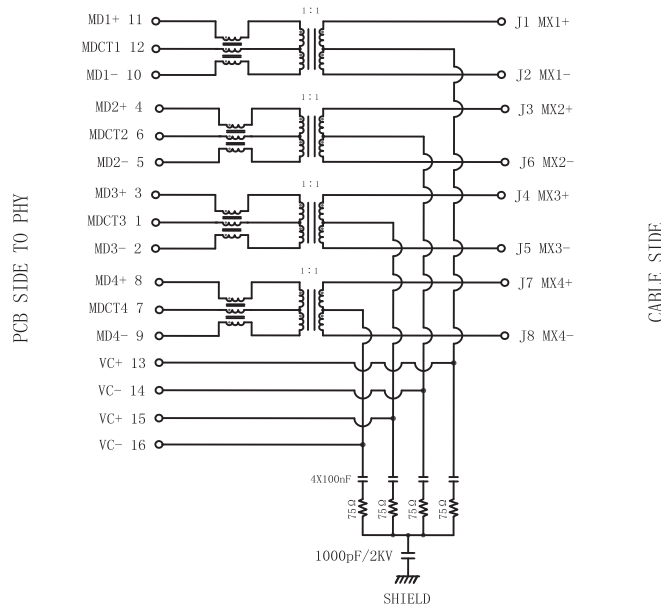 1:1
MD1+ 11
J1 MX1+
MDCT1 12
MD1- 10
J2 MX1-
1:1
MD2+ 4
J3 MX2+
MDCT2 6
MD2- 5
J6 MX2-
1:1
MD3+ 3
J4 MX3+
MDCT3 1
MD3- 2
J5 MX3-
1:1
MD4+ 8
J7 MX4+
MDCT4 7
MD4- 9
J8 MX4-
VC+ 13
VC- 14
VC+ 15
VC- 16
PCB SIDE TO PHY
CABLE SIDE
4X100nF
75Ω
75Ω
75Ω
75Ω
1000pF/2KV
SHIELD